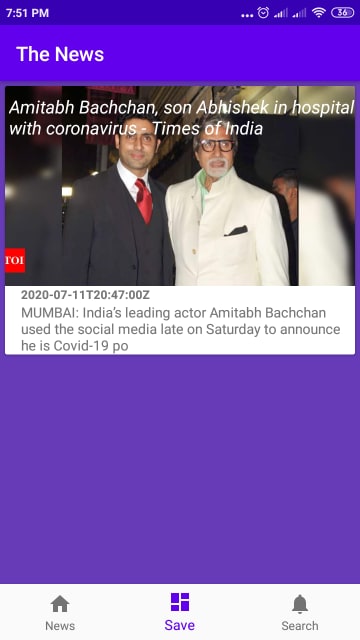 7:51 PM
36
The News
Amitabh Bachchan, son Abhishek in hospital
with coronavirus - Times of India
TOI
2020-07-11T20:47:00Z
MUMBAI: India's leading actor Amitabh Bachchan
used the social media late on Saturday to announce
he is Covid-19 po
News
Save
Search